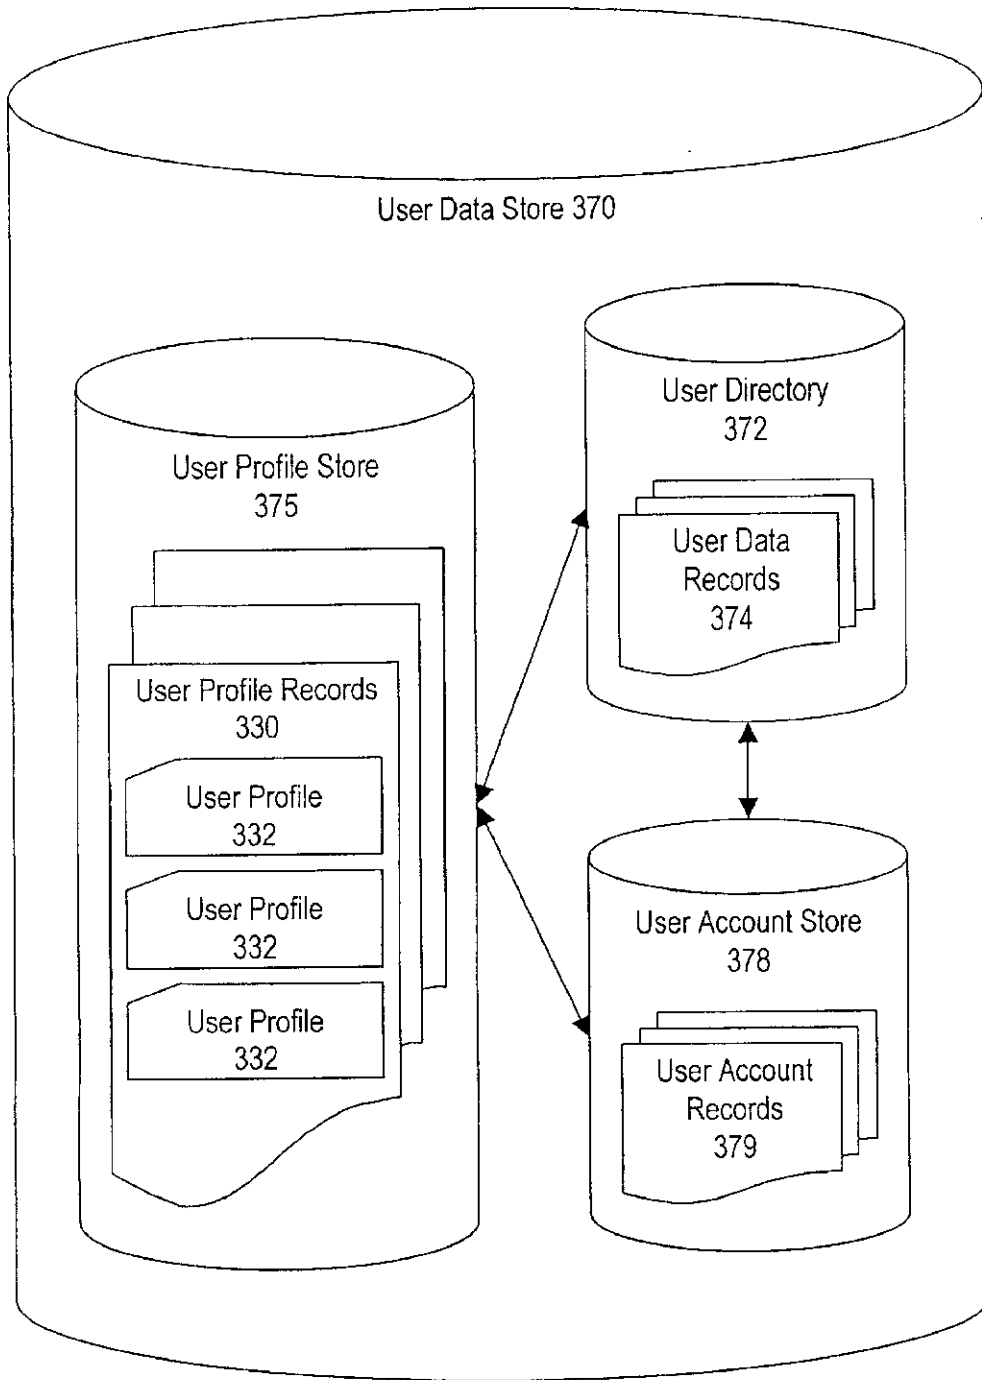 User Data Store 370
User Profile Store
375
User Profile Records
330
User Profile
332
User Profile
332
User Profile
332
User Directory
372
User Data
Records
374
User Account Store
378
User Account
Records
379